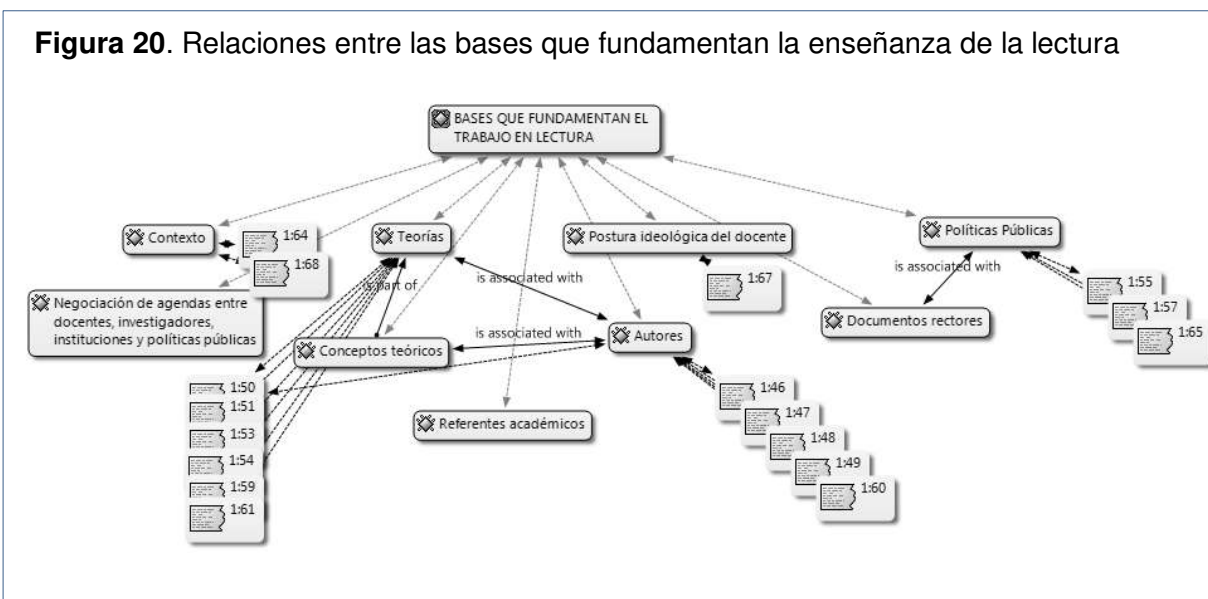 Figura 20. Relaciones entre las bases que fundamentan la enseñanza de la lectura
BASES QUE FUNDAMENTAN EL
TRABAJO EN LECTURA
Contexto
1:64
1:68
Teorías
Postura ideológica del docente
1:67
Políticas Públicas
is associated with
1:55
1:57
1:65
Negociación de agendas entre
docentes, investigadores,
instituciones y políticas públicas
is part of
is associated with
is associated with
Conceptos teóricos
Autores
Documentos rectores
1:50
1:51
1:53
1:54
1:59
1:61
Referentes académicos
1:46
1:47
1:48
1:49
1:60